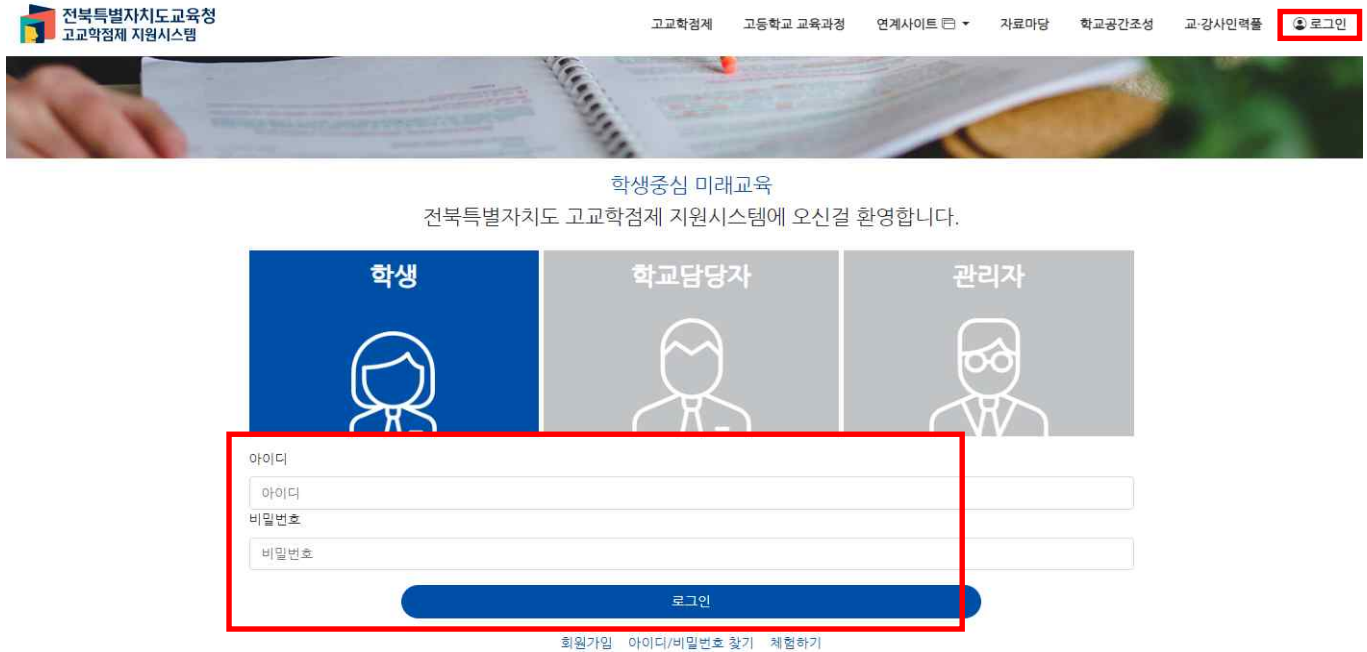 전북특별자치도교육청
고교학점제 지원시스템
고교학점제 고등학교 교육과정 연계사이트 자료마당 학교공간조성 교·강사인력풀 로그인
학생중심 미래교육
전북특별자치도 고교학점제 지원시스템에 오신걸 환영합니다.
학생 학교담당자 관리자
아이디
아이디
비밀번호
비밀번호
로그인
회원가입 아이디/비밀번호 찾기 체험하기